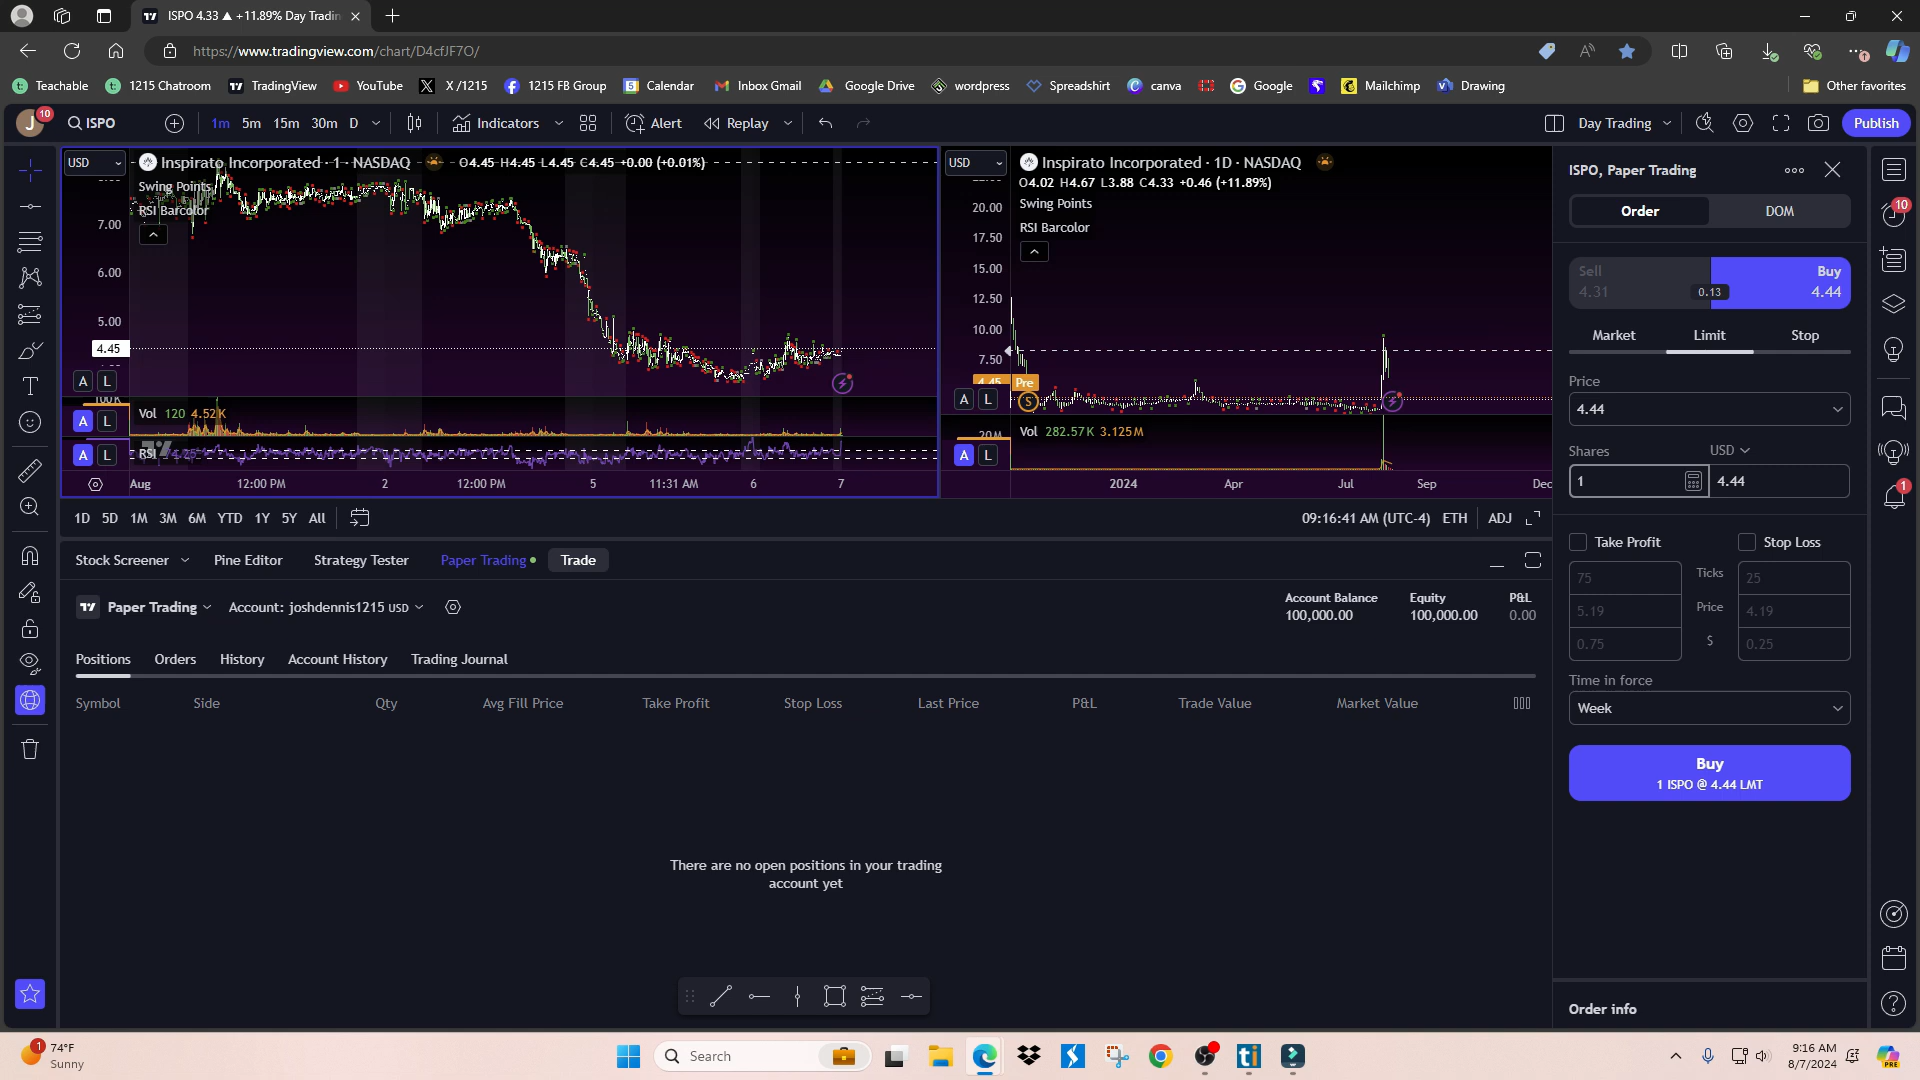 ISPO 4.33 ▲ +11.89% Day Tradin
https://www.tradingview.com/chart/D4cfJF7O/
Teachable 1215 Chatroom TradingView YouTube X /1215 1215 FB Group Calendar Inbox Gmail Google Drive wordpress Spreadshirt canva Google Mailchimp Drawing Other favorites
J 10 ISPO 1m 5m 15m 30m D Indicators Alert Replay Day Trading Publish
USD Inspirato Incorporated · 1 · NASDAQ O4.45 H4.45 L4.45 C4.45 +0.00 (+0.01%)
Swing Points
RSI Barcolor
7.00
6.00
5.00
4.45
A L
100K
Vol 120 4.52K
A L
RSI 74.25
A L
Aug 12:00 PM 2 12:00 PM 5 11:31 AM 6 7
USD Inspirato Incorporated · 1D · NASDAQ
O4.02 H4.67 L3.88 C4.33 +0.46 (+11.89%)
Swing Points
RSI Barcolor
20.00
17.50
15.00
12.50
10.00
7.50
4.45 Pre
A L S
20M
Vol 282.57K 3.125M
A L
2024 Apr Jul Sep Dec
1D 5D 1M 3M 6M YTD 1Y 5Y All
09:16:41 AM (UTC-4) ETH ADJ
Stock Screener Pine Editor Strategy Tester Paper Trading Trade
Paper Trading Account: joshdennis1215 USD
Account Balance Equity P&L
100,000.00 100,000.00 0.00
Positions Orders History Account History Trading Journal
Symbol Side Qty Avg Fill Price Take Profit Stop Loss Last Price P&L Trade Value Market Value
There are no open positions in your trading
account yet
ISPO, Paper Trading
Order DOM
Sell Buy
4.31 0.13 4.44
Market Limit Stop
Price
4.44
Shares USD
1 4.44
Take Profit Stop Loss
75 Ticks 25
5.19 Price 4.19
0.75 $ 0.25
Time in force
Week
Buy
1 ISPO @ 4.44 LMT
Order info
10
1
1 74°F
Sunny
Search
ti
9:16 AM
8/7/2024
PRE